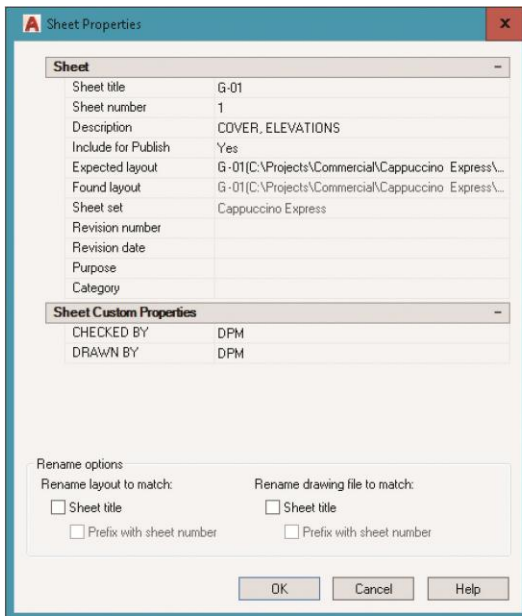 Sheet Properties
x
Sheet
Sheet title G-01
Sheet number 1
Description COVER, ELEVATIONS
Include for Publish Yes
Expected layout G-01(C:\Projects\Commercial\Cappuccino Express\...
Found layout G-01(C:\Projects\Commercial\Cappuccino Express\...
Sheet set Cappuccino Express
Revision number
Revision date
Purpose
Category
Sheet Custom Properties
CHECKED BY DPM
DRAWN BY DPM
Rename options
Rename layout to match: Rename drawing file to match:
Sheet title Sheet title
Prefix with sheet number Prefix with sheet number
OK Cancel Help